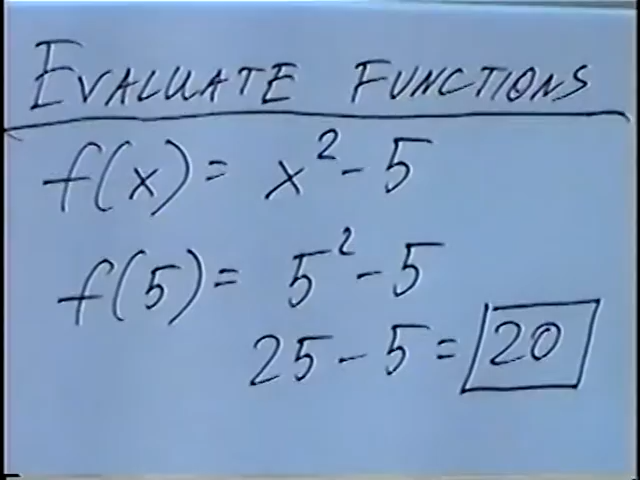 EVALUATE FUNCTIONS
f(x) = x² - 5
f(5) = 5² - 5
25 - 5 = 20